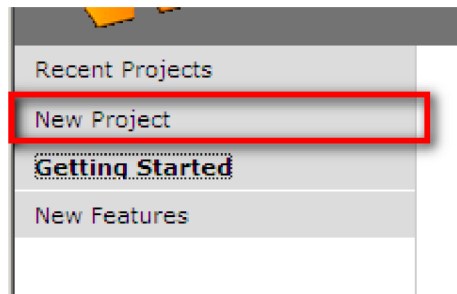 Recent Projects
New Project
Getting Started
New Features